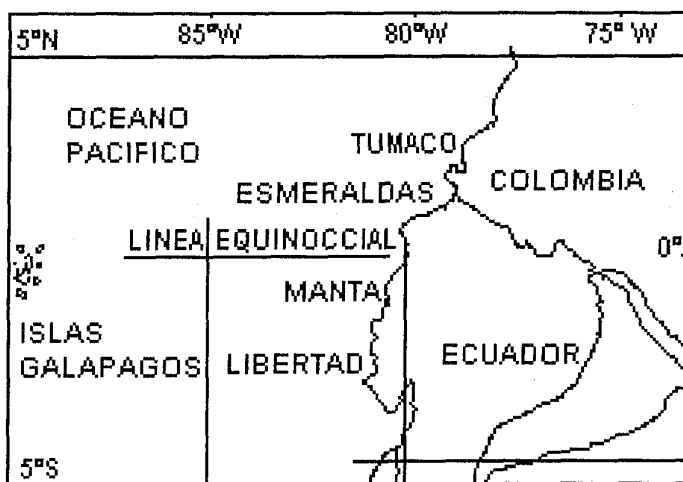 5°N 85°W 80°W 75°W
OCEANO
PACIFICO
TUMACO
ESMERALDAS
COLOMBIA
LINEA EQUINOCCIAL
0°
MANTA
ISLAS
GALAPAGOS
LIBERTAD
ECUADOR
5°S